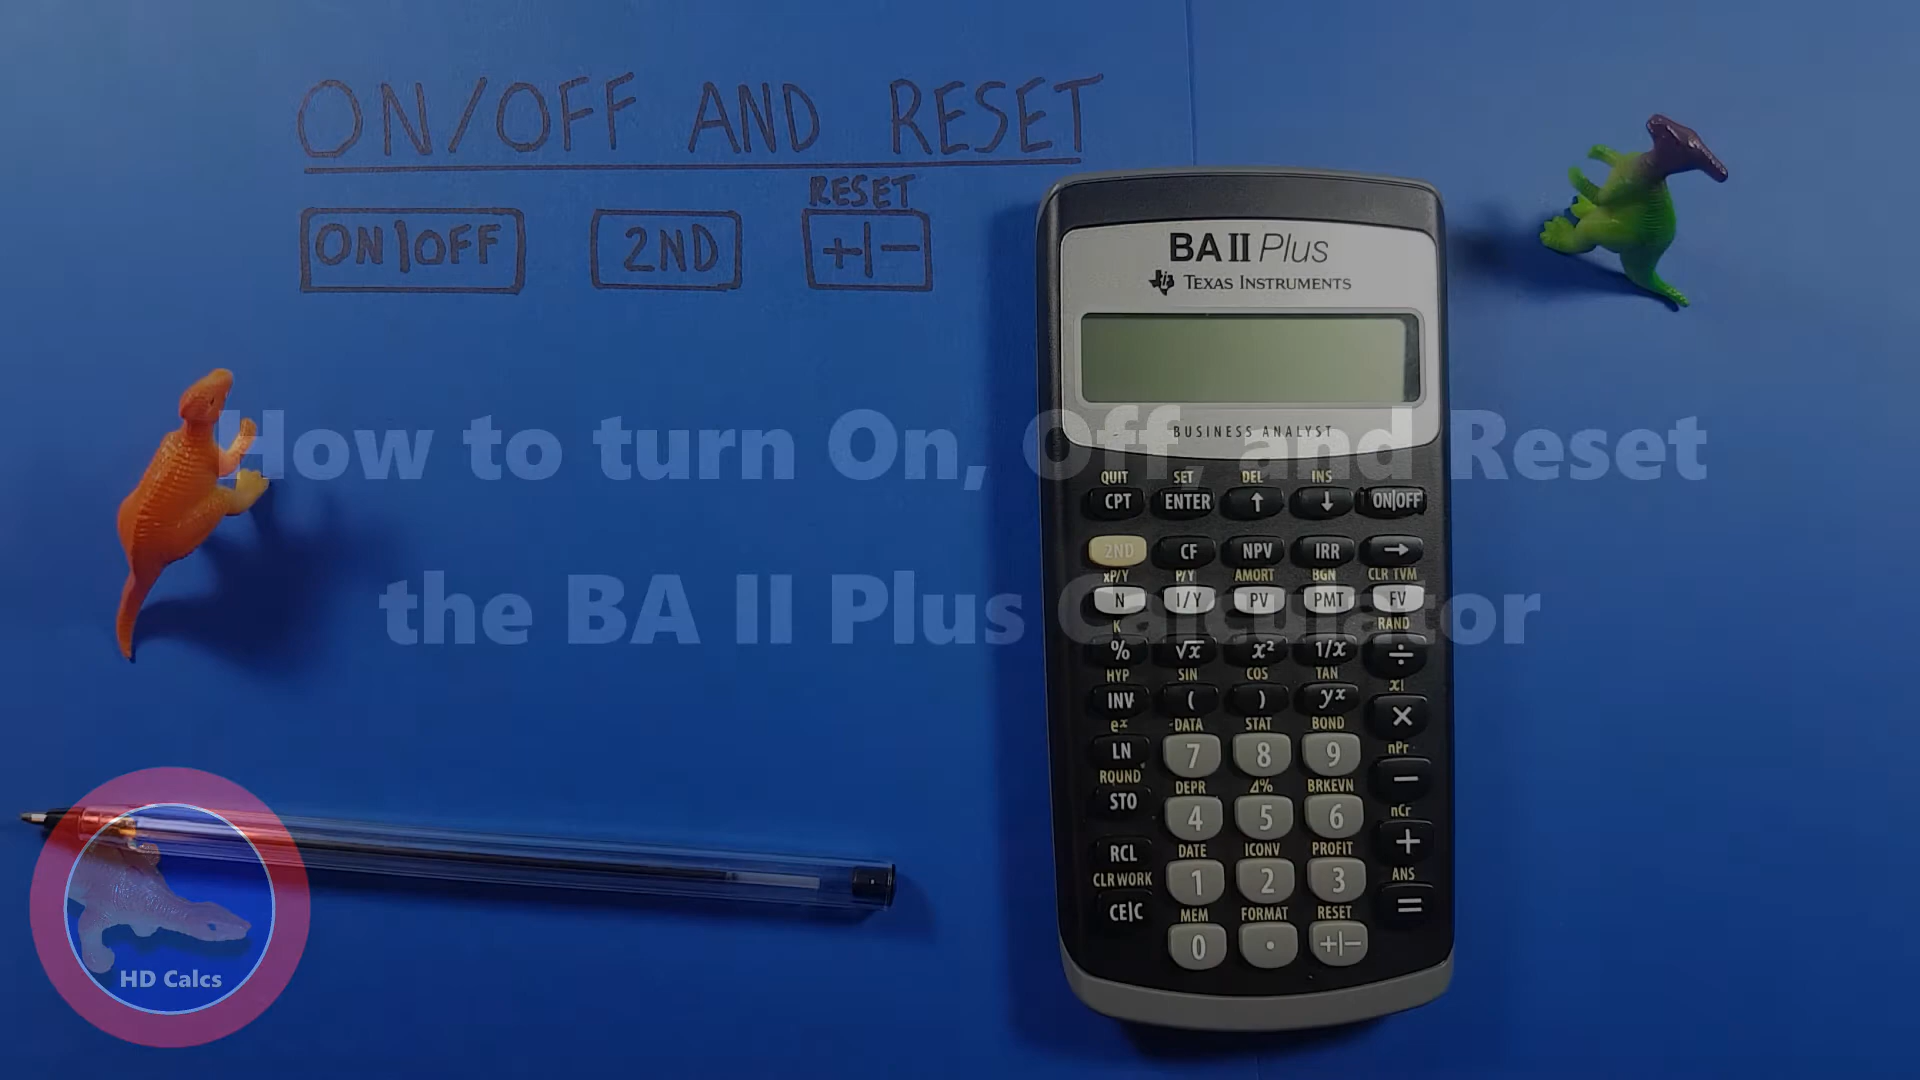 ON/OFF AND RESET
RESET
ON|OFF 2ND +|−
BA II Plus
TEXAS INSTRUMENTS
How to turn On, Off, and Reset
BUSINESS ANALYST
QUIT SET DEL INS
CPT ENTER ↑ ↓ ON|OFF
2ND CF NPV IRR →
xP/Y P/Y AMORT BGN CLR TVM
N I/Y PV PMT FV
the BA II Plus Calculator
K RAND
% √x x² 1/x ÷
HYP SIN COS TAN x!
INV ( ) yˣ ×
eˣ DATA STAT BOND nPr
LN 7 8 9 −
ROUND DEPR Δ% BRKEVN nCr
STO 4 5 6 +
DATE ICONV PROFIT ANS
RCL 1 2 3 =
CLR WORK MEM FORMAT RESET
CE|C 0 . +|−
HD Calcs